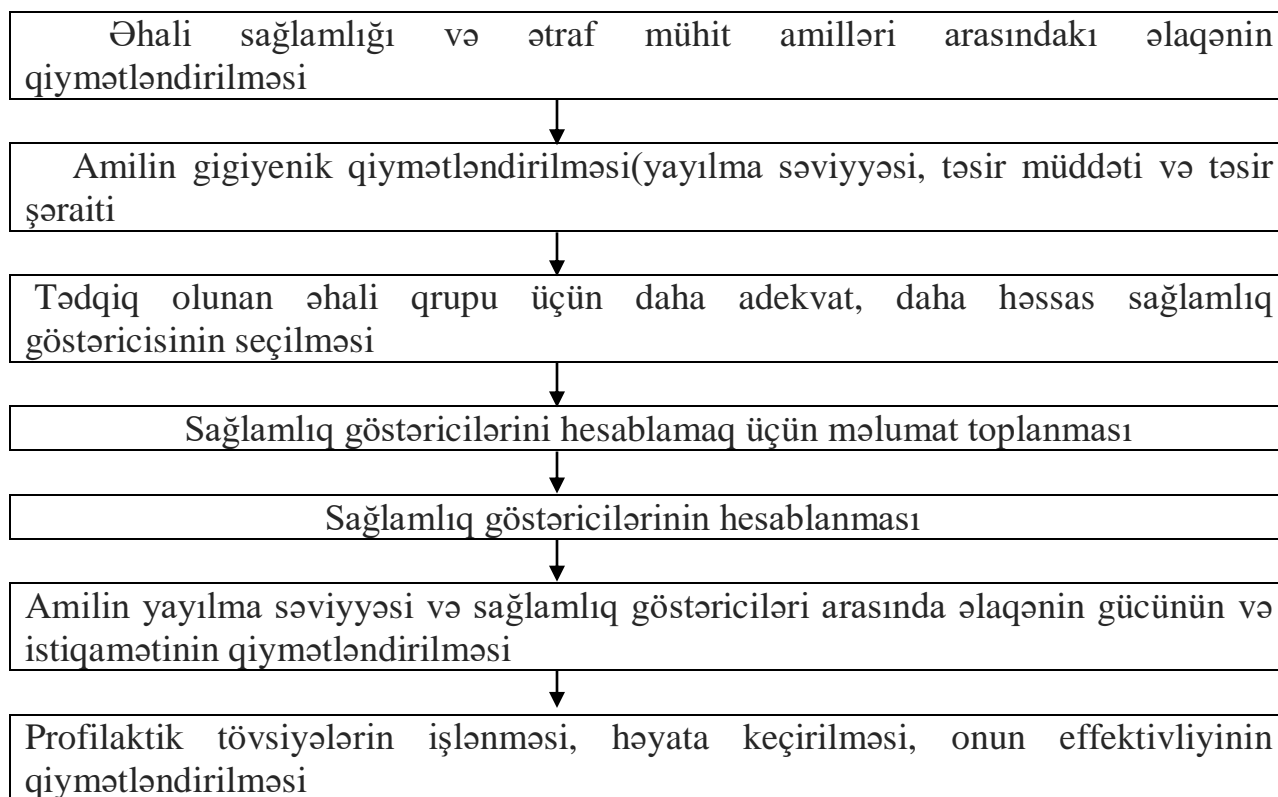 Əhali sağlamlığı və ətraf mühit amilləri arasındakı əlaqənin
qiymətləndirilməsi
Amilin gigiyenik qiymətləndirilməsi(yayılma səviyyəsi, təsir müddəti və təsir
şəraiti
Tədqiq olunan əhali qrupu üçün daha adekvat, daha həssas sağlamlıq
göstəricisinin seçilməsi
Sağlamlıq göstəricilərini hesablamaq üçün məlumat toplanması
Sağlamlıq göstəricilərinin hesablanması
Amilin yayılma səviyyəsi və sağlamlıq göstəriciləri arasında əlaqənin gücünün və
istiqamətinin qiymətləndirilməsi
Profilaktik tövsiyələrin işlənməsi, həyata keçirilməsi, onun effektivliyinin
qiymətləndirilməsi